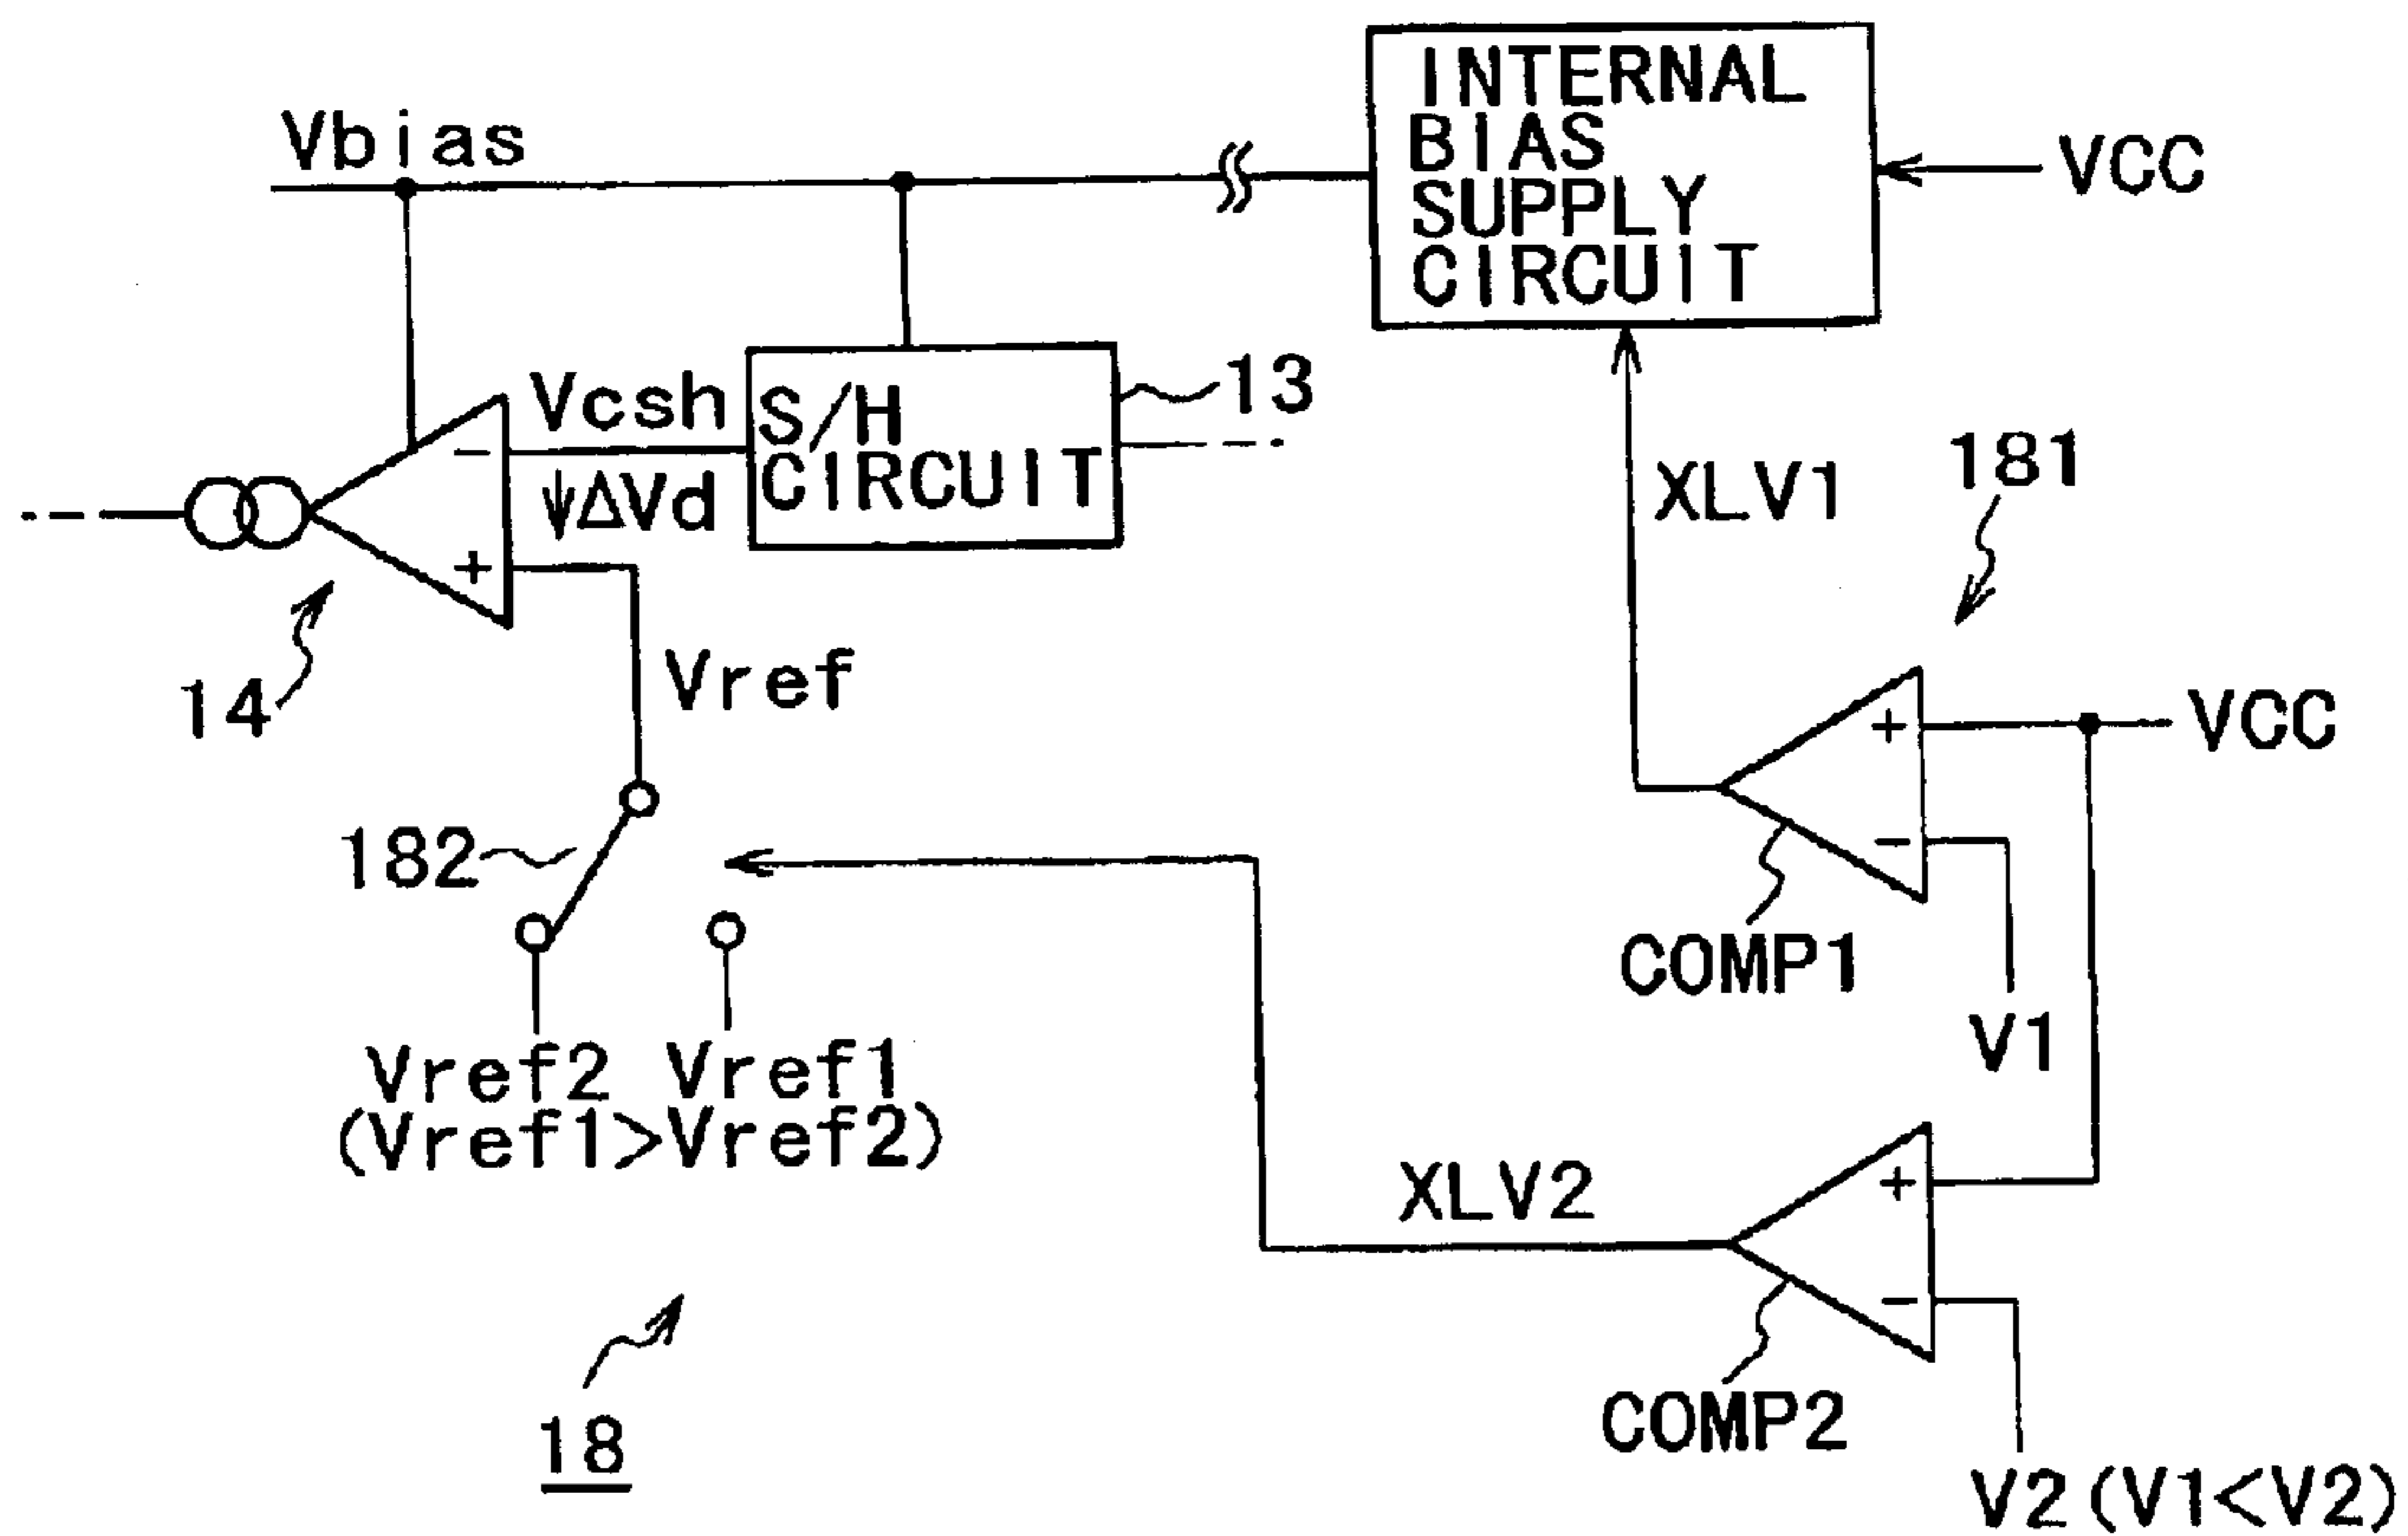 INTERNAL
BIAS
SUPPLY
CIRCUIT
Vbias
VCC
Vcsh
S/H
CIRCUIT
13
↓ΔVd
−
+
14
Vref
XLV1
181
+
−
VCC
182
COMP1
V1
Vref2 Vref1
(Vref1>Vref2)
XLV2
+
−
COMP2
18
V2(V1<V2)